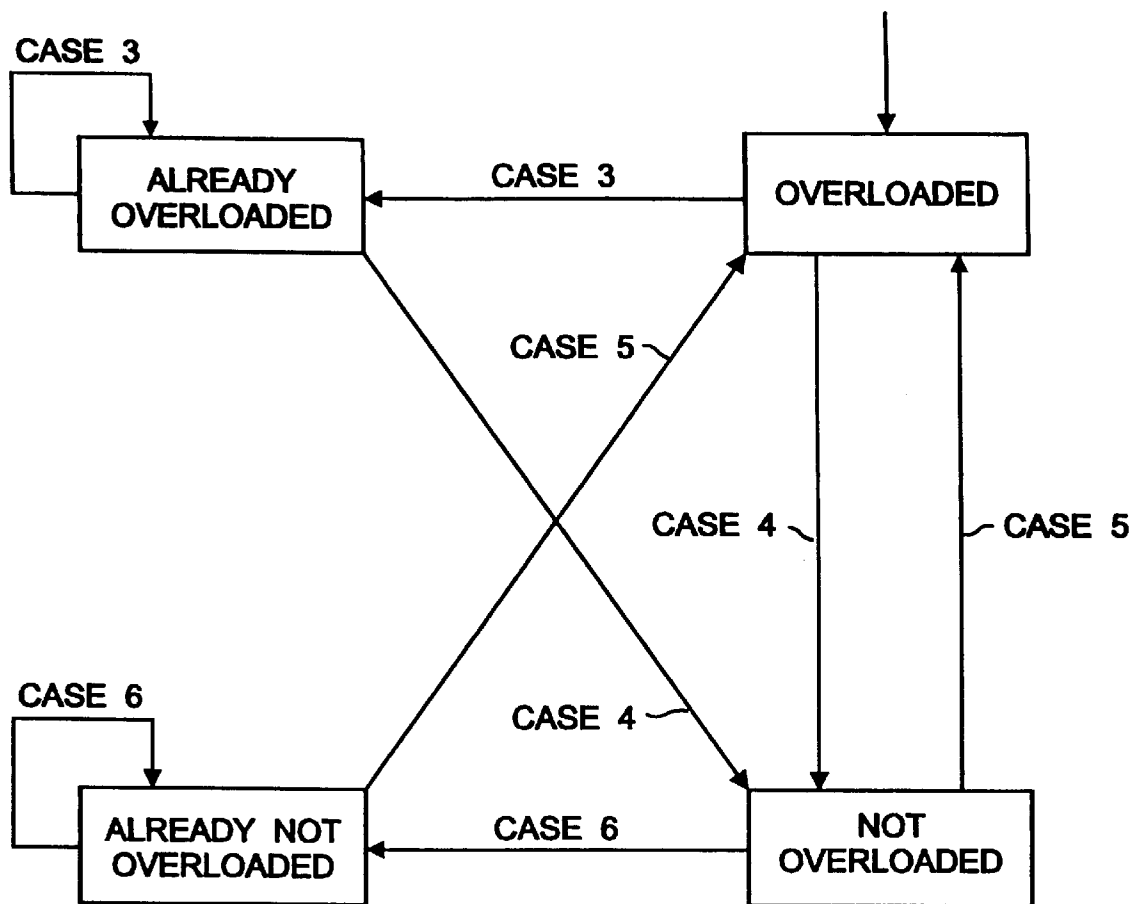 CASE 3
ALREADY
OVERLOADED
CASE 3
OVERLOADED
CASE 5
CASE 4
CASE 5
CASE 6
CASE 4
ALREADY NOT
OVERLOADED
CASE 6
NOT
OVERLOADED